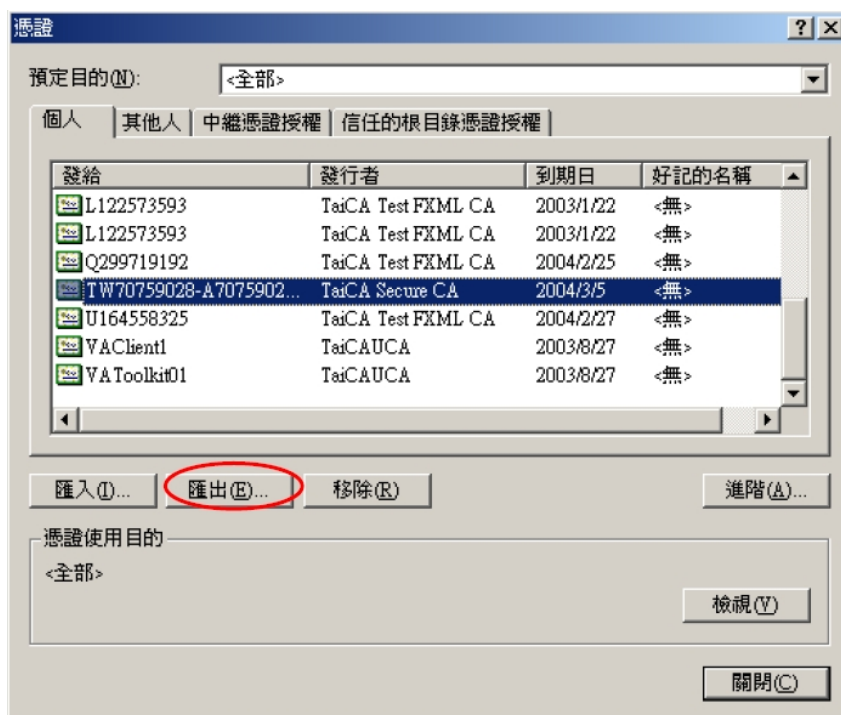 憑證
預定目的(N): <全部>
個人 其他人 中繼憑證授權 信任的根目錄憑證授權
發給 發行者 到期日 好記的名稱
L122573593 TaiCA Test FXML CA 2003/1/22 <無>
L122573593 TaiCA Test FXML CA 2003/1/22 <無>
Q299719192 TaiCA Test FXML CA 2004/2/25 <無>
TW70759028-A7075902... TaiCA Secure CA 2004/3/5 <無>
U164558325 TaiCA Test FXML CA 2004/2/27 <無>
VAClient1 TaiCAUCA 2003/8/27 <無>
VAToolkit01 TaiCAUCA 2003/8/27 <無>
匯入(I)... 匯出(E)... 移除(R) 進階(A)...
憑證使用目的
<全部>
檢視(V)
關閉(C)